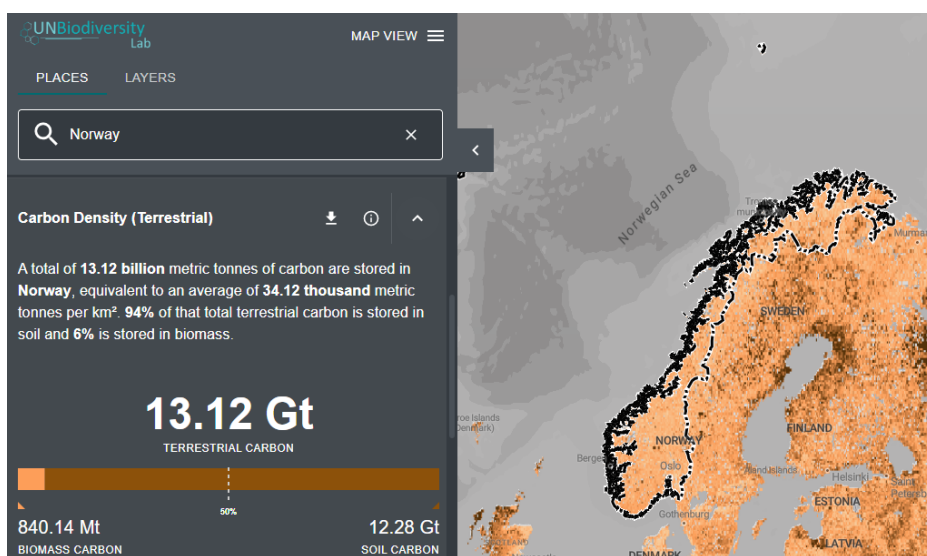 UNBiodiversity
Lab
MAP VIEW
PLACES
LAYERS
Norway
Carbon Density (Terrestrial)
A total of 13.12 billion metric tonnes of carbon are stored in
Norway, equivalent to an average of 34.12 thousand metric
tonnes per km². 94% of that total terrestrial carbon is stored in
soil and 6% is stored in biomass.
13.12 Gt
TERRESTRIAL CARBON
50%
840.14 Mt
12.28 Gt
BIOMASS CARBON
SOIL CARBON
Norwegian Sea
SWEDEN
Islands
FINLAND
NORWAY
Oslo
Helsinki
ESTONIA
Gothenburg
LATVIA
DENMARK